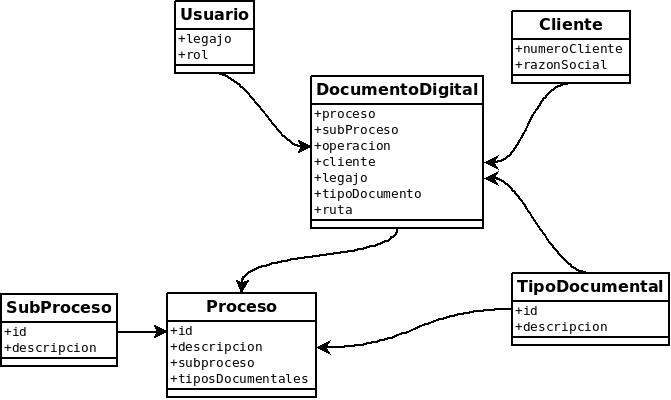 Usuario
+legajo
+rol
Cliente
+numeroCliente
+razonSocial
DocumentoDigital
+proceso
+subProceso
+operacion
+cliente
+legajo
+tipoDocumento
+ruta
SubProceso
+id
+descripcion
Proceso
+id
+descripcion
+subproceso
+tiposDocumentales
TipoDocumental
+id
+descripcion